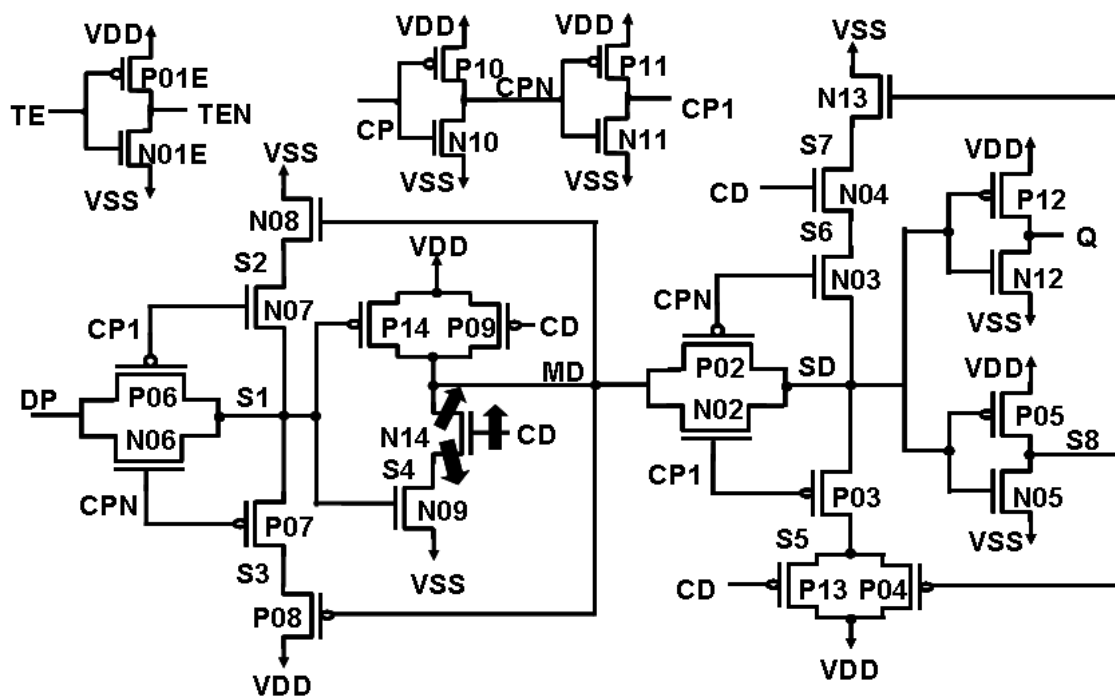 VDD
P01E
TE
TEN
N01E
VSS
VDD
P10
CPN
CP
N10
VSS
VDD
P11
CP1
N11
VSS
VSS
N13
S7
CD
N04
S6
N03
VDD
P12
Q
N12
VSS
VSS
N08
S2
N07
CP1
VDD
P14
P09
CD
MD
CPN
P02
SD
N02
CP1
DP
P06
S1
N06
CPN
N14
CD
S4
N09
VSS
P07
S3
P08
VDD
P03
S5
CD
P13
P04
VDD
VDD
P05
S8
N05
VSS